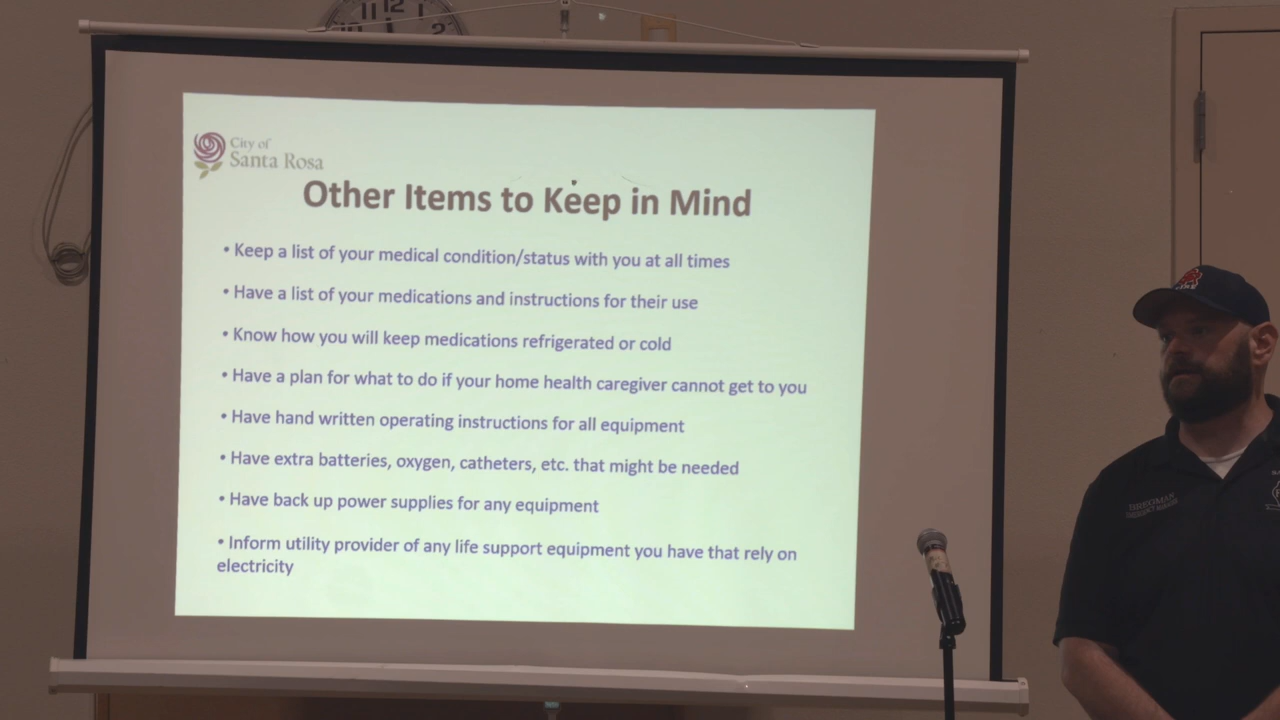 11 12 1
2
City of
Santa Rosa
Other Items to Keep in Mind
• Keep a list of your medical condition/status with you at all times
• Have a list of your medications and instructions for their use
• Know how you will keep medications refrigerated or cold
• Have a plan for what to do if your home health caregiver cannot get to you
• Have hand written operating instructions for all equipment
• Have extra batteries, oxygen, catheters, etc. that might be needed
• Have back up power supplies for any equipment
• Inform utility provider of any life support equipment you have that rely on
electricity